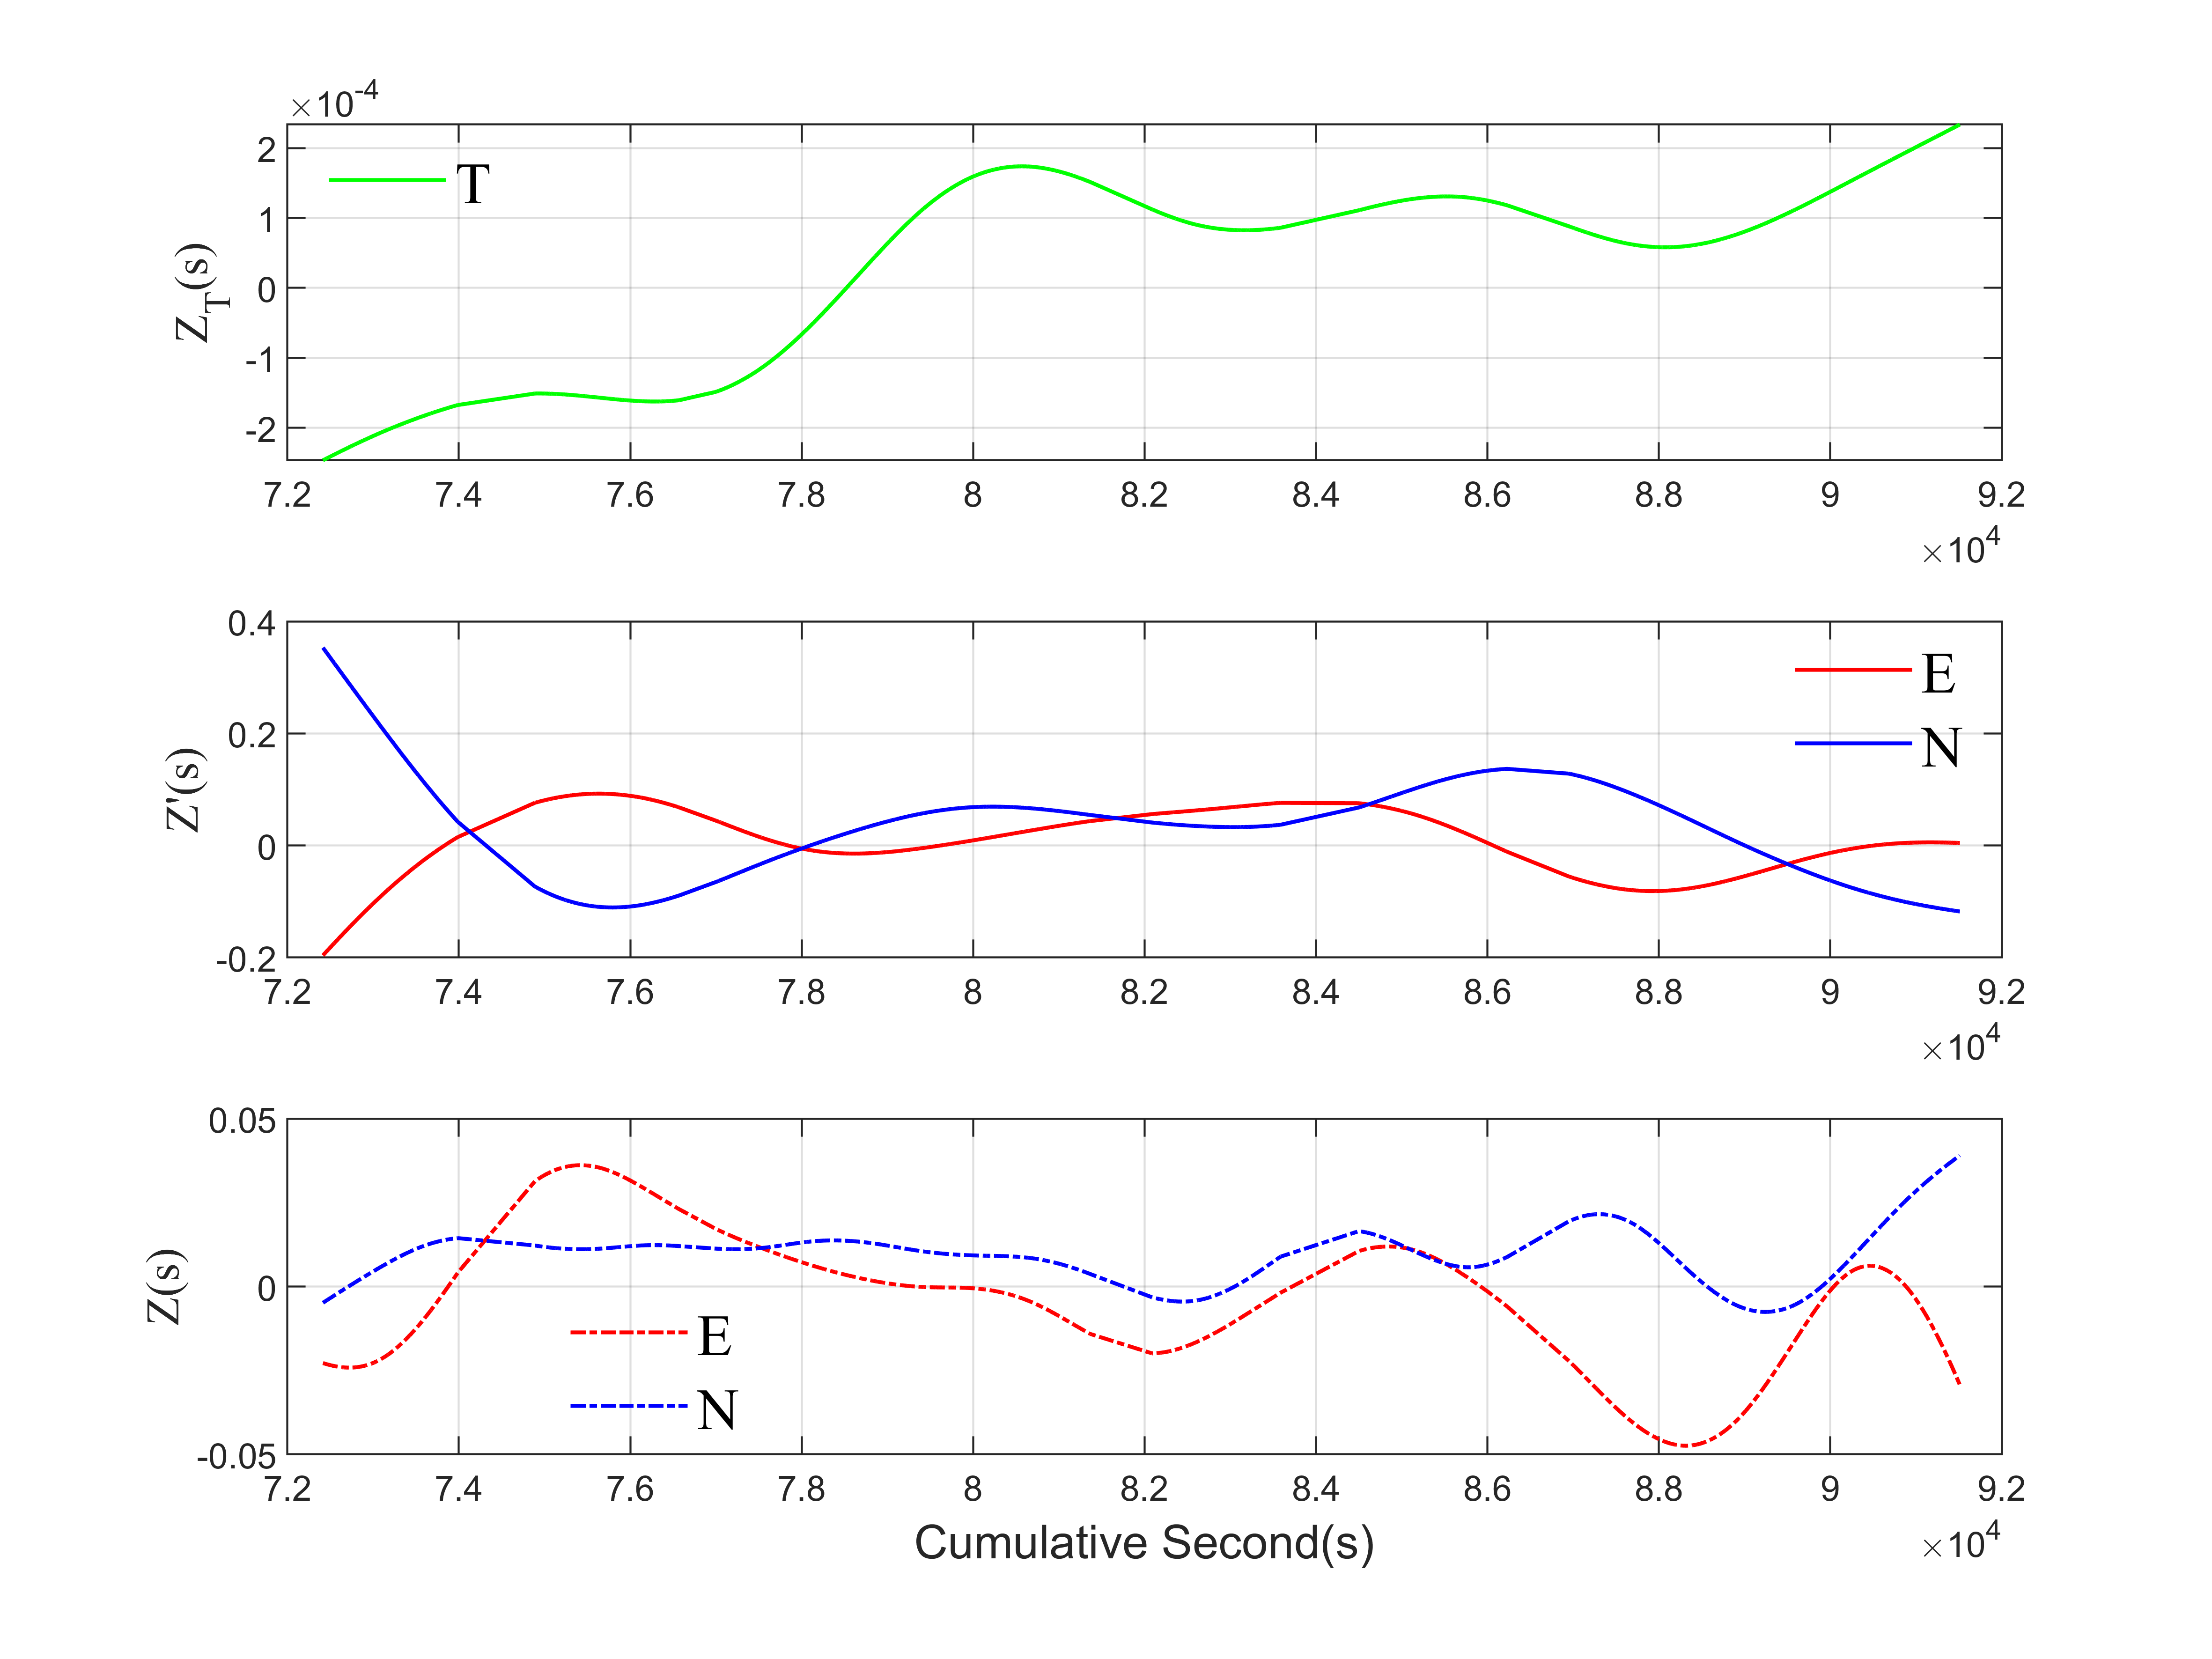 ×10-4
Z_T(s)
2
1
0
-1
-2
T
7.2 7.4 7.6 7.8 8 8.2 8.4 8.6 8.8 9 9.2
×10^4
Z'(s)
0.4
0.2
0
-0.2
E
N
7.2 7.4 7.6 7.8 8 8.2 8.4 8.6 8.8 9 9.2
×10^4
Z(s)
0.05
0
-0.05
E
N
7.2 7.4 7.6 7.8 8 8.2 8.4 8.6 8.8 9 9.2
Cumulative Second(s)
×10^4